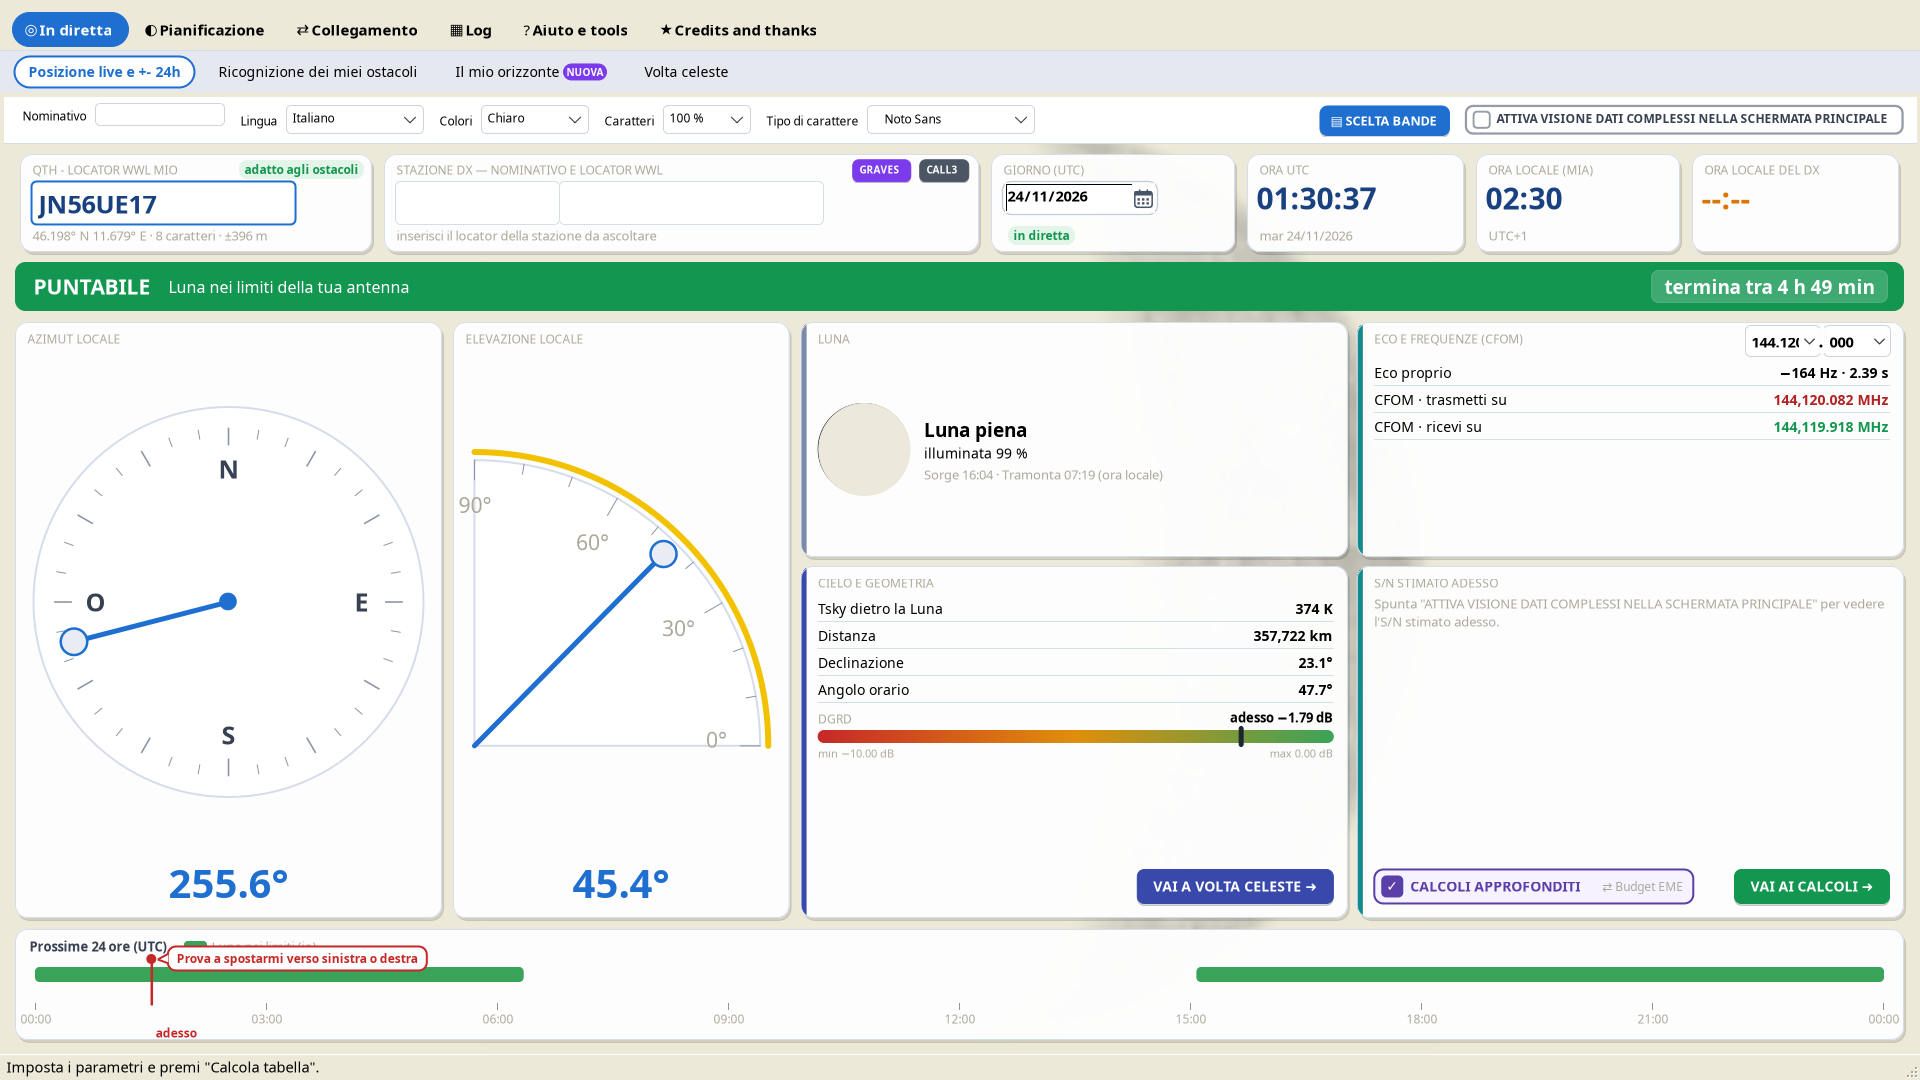 ◎ In diretta
◐ Pianificazione
⇄ Collegamento
▦ Log
? Aiuto e tools
★ Credits and thanks
Posizione live e +- 24h
Ricognizione dei miei ostacoli
Il mio orizzonte NUOVA
Volta celeste
Nominativo
Lingua Italiano
Colori Chiaro
Caratteri 100 %
Tipo di carattere Noto Sans
▤ SCELTA BANDE
ATTIVA VISIONE DATI COMPLESSI NELLA SCHERMATA PRINCIPALE
QTH - LOCATOR WWL MIO adatto agli ostacoli
JN56UE17
46.198° N 11.679° E · 8 caratteri · ±396 m
STAZIONE DX — NOMINATIVO E LOCATOR WWL GRAVES CALL3
inserisci il locator della stazione da ascoltare
GIORNO (UTC)
24/11/2026
in diretta
ORA UTC
01:30:37
mar 24/11/2026
ORA LOCALE (MIA)
02:30
UTC+1
ORA LOCALE DEL DX
--:--
PUNTABILE Luna nei limiti della tua antenna termina tra 4 h 49 min
AZIMUT LOCALE
N
O
E
S
255.6°
ELEVAZIONE LOCALE
90°
60°
30°
0°
45.4°
LUNA
Luna piena
illuminata 99 %
Sorge 16:04 · Tramonta 07:19 (ora locale)
ECO E FREQUENZE (CFOM) 144.120 . 000
Eco proprio −164 Hz · 2.39 s
CFOM · trasmetti su 144,120.082 MHz
CFOM · ricevi su 144,119.918 MHz
CIELO E GEOMETRIA
Tsky dietro la Luna 374 K
Distanza 357,722 km
Declinazione 23.1°
Angolo orario 47.7°
DGRD adesso −1.79 dB
min −10.00 dB max 0.00 dB
VAI A VOLTA CELESTE →
S/N STIMATO ADESSO
Spunta "ATTIVA VISIONE DATI COMPLESSI NELLA SCHERMATA PRINCIPALE" per vedere
l'S/N stimato adesso.
✓ CALCOLI APPROFONDITI ⇄ Budget EME
VAI AI CALCOLI →
Prossime 24 ore (UTC)
Prova a spostarmi verso sinistra o destra
00:00 03:00 06:00 09:00 12:00 15:00 18:00 21:00 00:00
adesso
Imposta i parametri e premi "Calcola tabella".